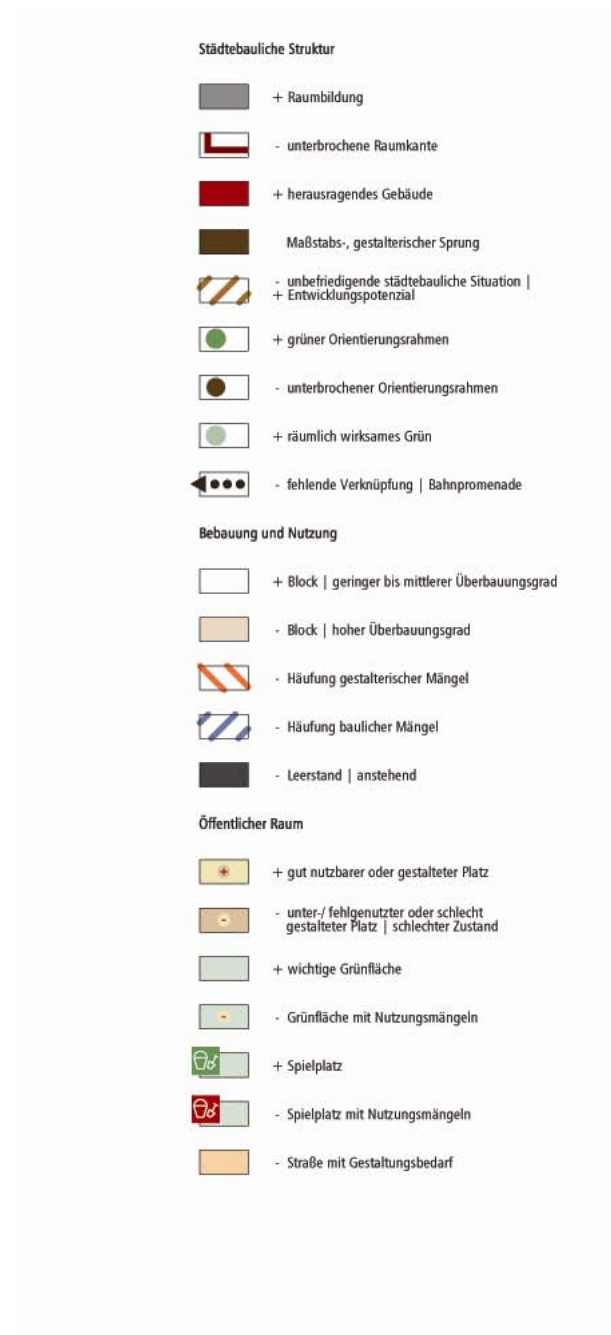 Städtebauliche Struktur
+ Raumbildung
- unterbrochene Raumkante
+ herausragendes Gebäude
Maßstabs-, gestalterischer Sprung
- unbefriedigende städtebauliche Situation |
+ Entwicklungspotenzial
+ grüner Orientierungsrahmen
- unterbrochener Orientierungsrahmen
+ räumlich wirksames Grün
- fehlende Verknüpfung | Bahnpromenade
Bebauung und Nutzung
+ Block | geringer bis mittlerer Überbauungsgrad
- Block | hoher Überbauungsgrad
- Häufung gestalterischer Mängel
- Häufung baulicher Mängel
- Leerstand | anstehend
Öffentlicher Raum
+ + gut nutzbarer oder gestalteter Platz
- - unter-/ fehlgenutzter oder schlecht
gestalteter Platz | schlechter Zustand
+ wichtige Grünfläche
- - Grünfläche mit Nutzungsmängeln
+ Spielplatz
- Spielplatz mit Nutzungsmängeln
- Straße mit Gestaltungsbedarf